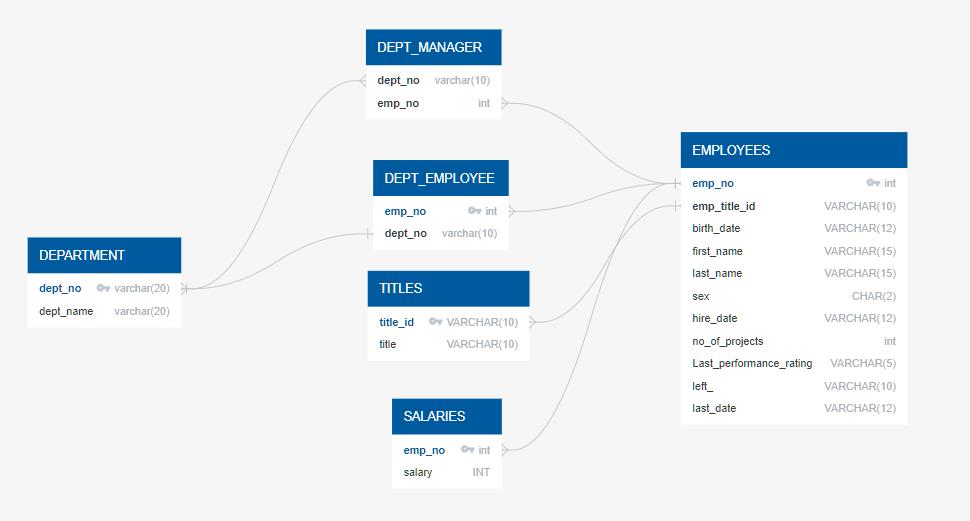 DEPT_MANAGER
dept_no varchar(10)
emp_no int
DEPT_EMPLOYEE
emp_no int
dept_no varchar(10)
DEPARTMENT
dept_no varchar(20)
dept_name varchar(20)
TITLES
title_id VARCHAR(10)
title VARCHAR(10)
SALARIES
emp_no int
salary INT
EMPLOYEES
emp_no int
emp_title_id VARCHAR(10)
birth_date VARCHAR(12)
first_name VARCHAR(15)
last_name VARCHAR(15)
sex CHAR(2)
hire_date VARCHAR(12)
no_of_projects int
Last_performance_rating VARCHAR(5)
left_ VARCHAR(10)
last_date VARCHAR(12)